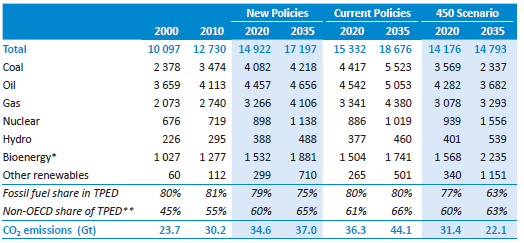 New Policies Current Policies 450 Scenario
2000 2010 2020 2035 2020 2035 2020 2035
Total 10 097 12 730 14 922 17 197 15 332 18 676 14 176 14 793
Coal 2 378 3 474 4 082 4 218 4 417 5 523 3 569 2 337
Oil 3 659 4 113 4 457 4 656 4 542 5 053 4 282 3 682
Gas 2 073 2 740 3 266 4 106 3 341 4 380 3 078 3 293
Nuclear 676 719 898 1 138 886 1 019 939 1 556
Hydro 226 295 388 488 377 460 401 539
Bioenergy* 1 027 1 277 1 532 1 881 1 504 1 741 1 568 2 235
Other renewables 60 112 299 710 265 501 340 1 151
Fossil fuel share in TPED 80% 81% 79% 75% 80% 80% 77% 63%
Non-OECD share of TPED** 45% 55% 60% 65% 61% 66% 60% 63%
CO2 emissions (Gt) 23.7 30.2 34.6 37.0 36.3 44.1 31.4 22.1